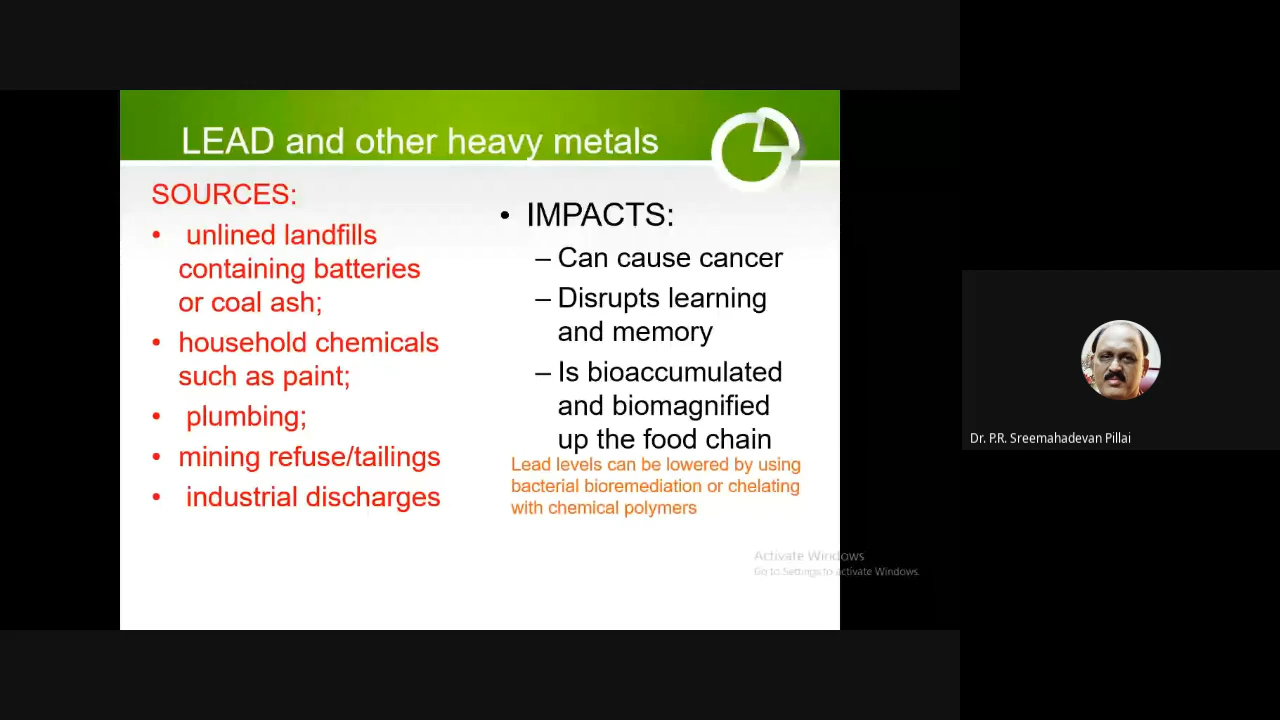 LEAD and other heavy metals
SOURCES:
• unlined landfills
containing batteries
or coal ash;
• household chemicals
such as paint;
• plumbing;
• mining refuse/tailings
• industrial discharges
• IMPACTS:
– Can cause cancer
– Disrupts learning
and memory
– Is bioaccumulated
and biomagnified
up the food chain
Lead levels can be lowered by using
bacterial bioremediation or chelating
with chemical polymers
Activate Windows
Go to Settings to activate Windows.
Dr. P.R. Sreemahadevan Pillai